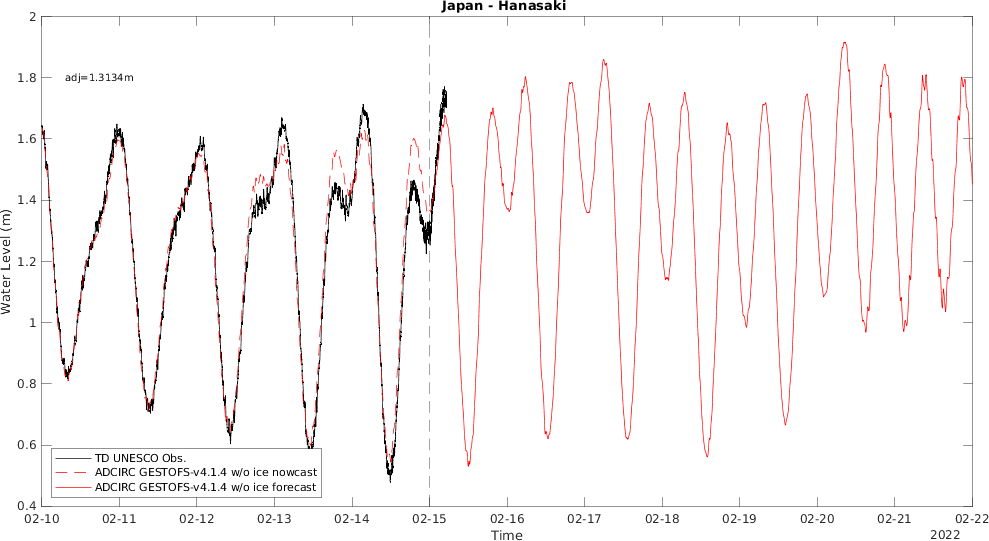 Japan - Hanasaki
2
1.8
1.6
1.4
1.2
1
0.8
0.6
0.4
Water Level (m)
adj=1.3134m
TD UNESCO Obs.
ADCIRC GESTOFS-v4.1.4 w/o ice nowcast
ADCIRC GESTOFS-v4.1.4 w/o ice forecast
02-10 02-11 02-12 02-13 02-14 02-15 02-16 02-17 02-18 02-19 02-20 02-21 02-22
Time
2022